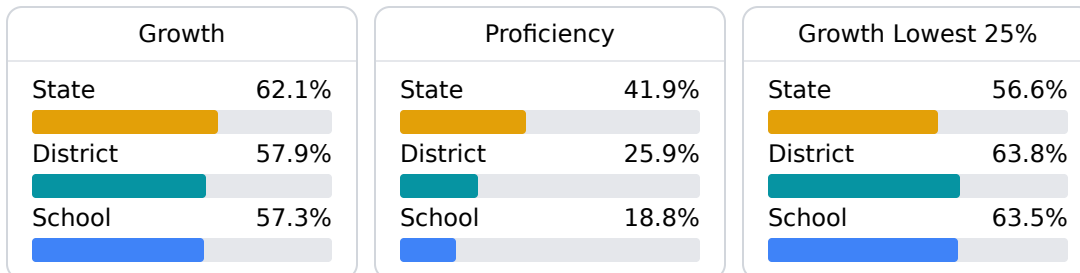 Growth
State 62.1%
District 57.9%
School 57.3%
Proficiency
State 41.9%
District 25.9%
School 18.8%
Growth Lowest 25%
State 56.6%
District 63.8%
School 63.5%